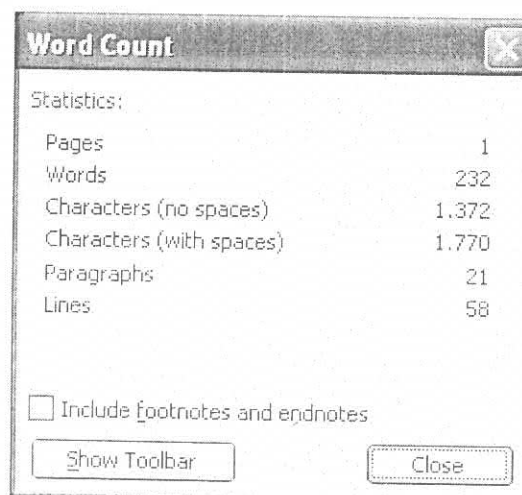 Word Count
Statistics:
Pages 1
Words 232
Characters (no spaces) 1.372
Characters (with spaces) 1.770
Paragraphs 21
Lines 58
Include footnotes and endnotes
Show Toolbar Close